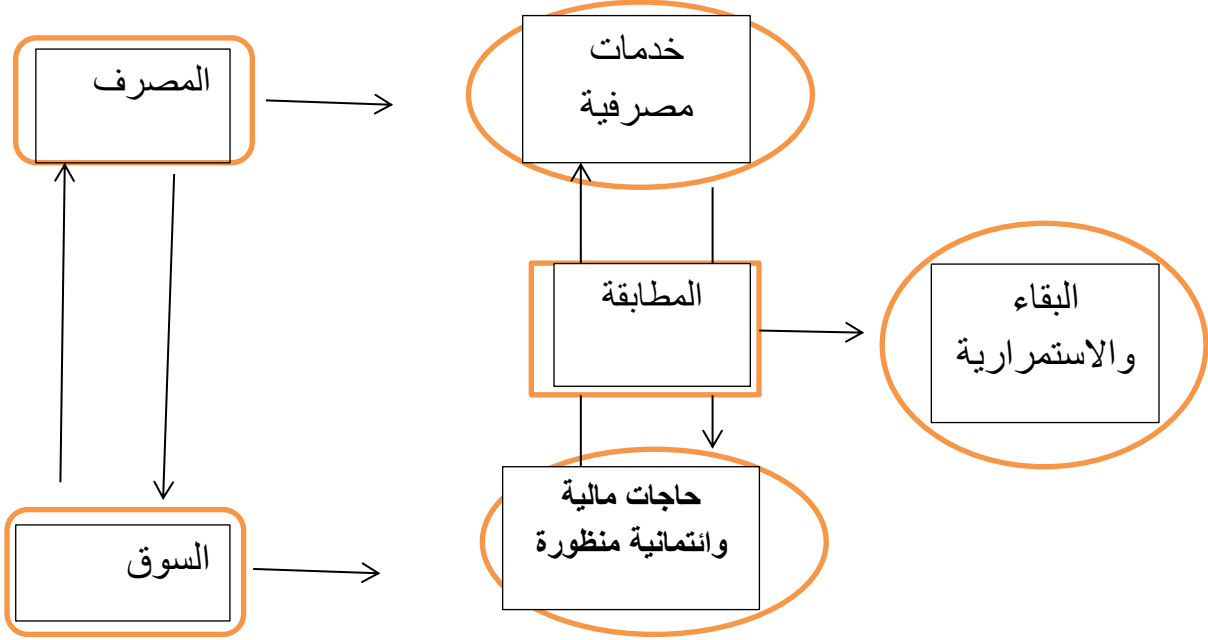 المصرف
خدمات
مصرفية
المطابقة
البقاء
والاستمرارية
السوق
حاجات مالية
وائتمانية منظورة